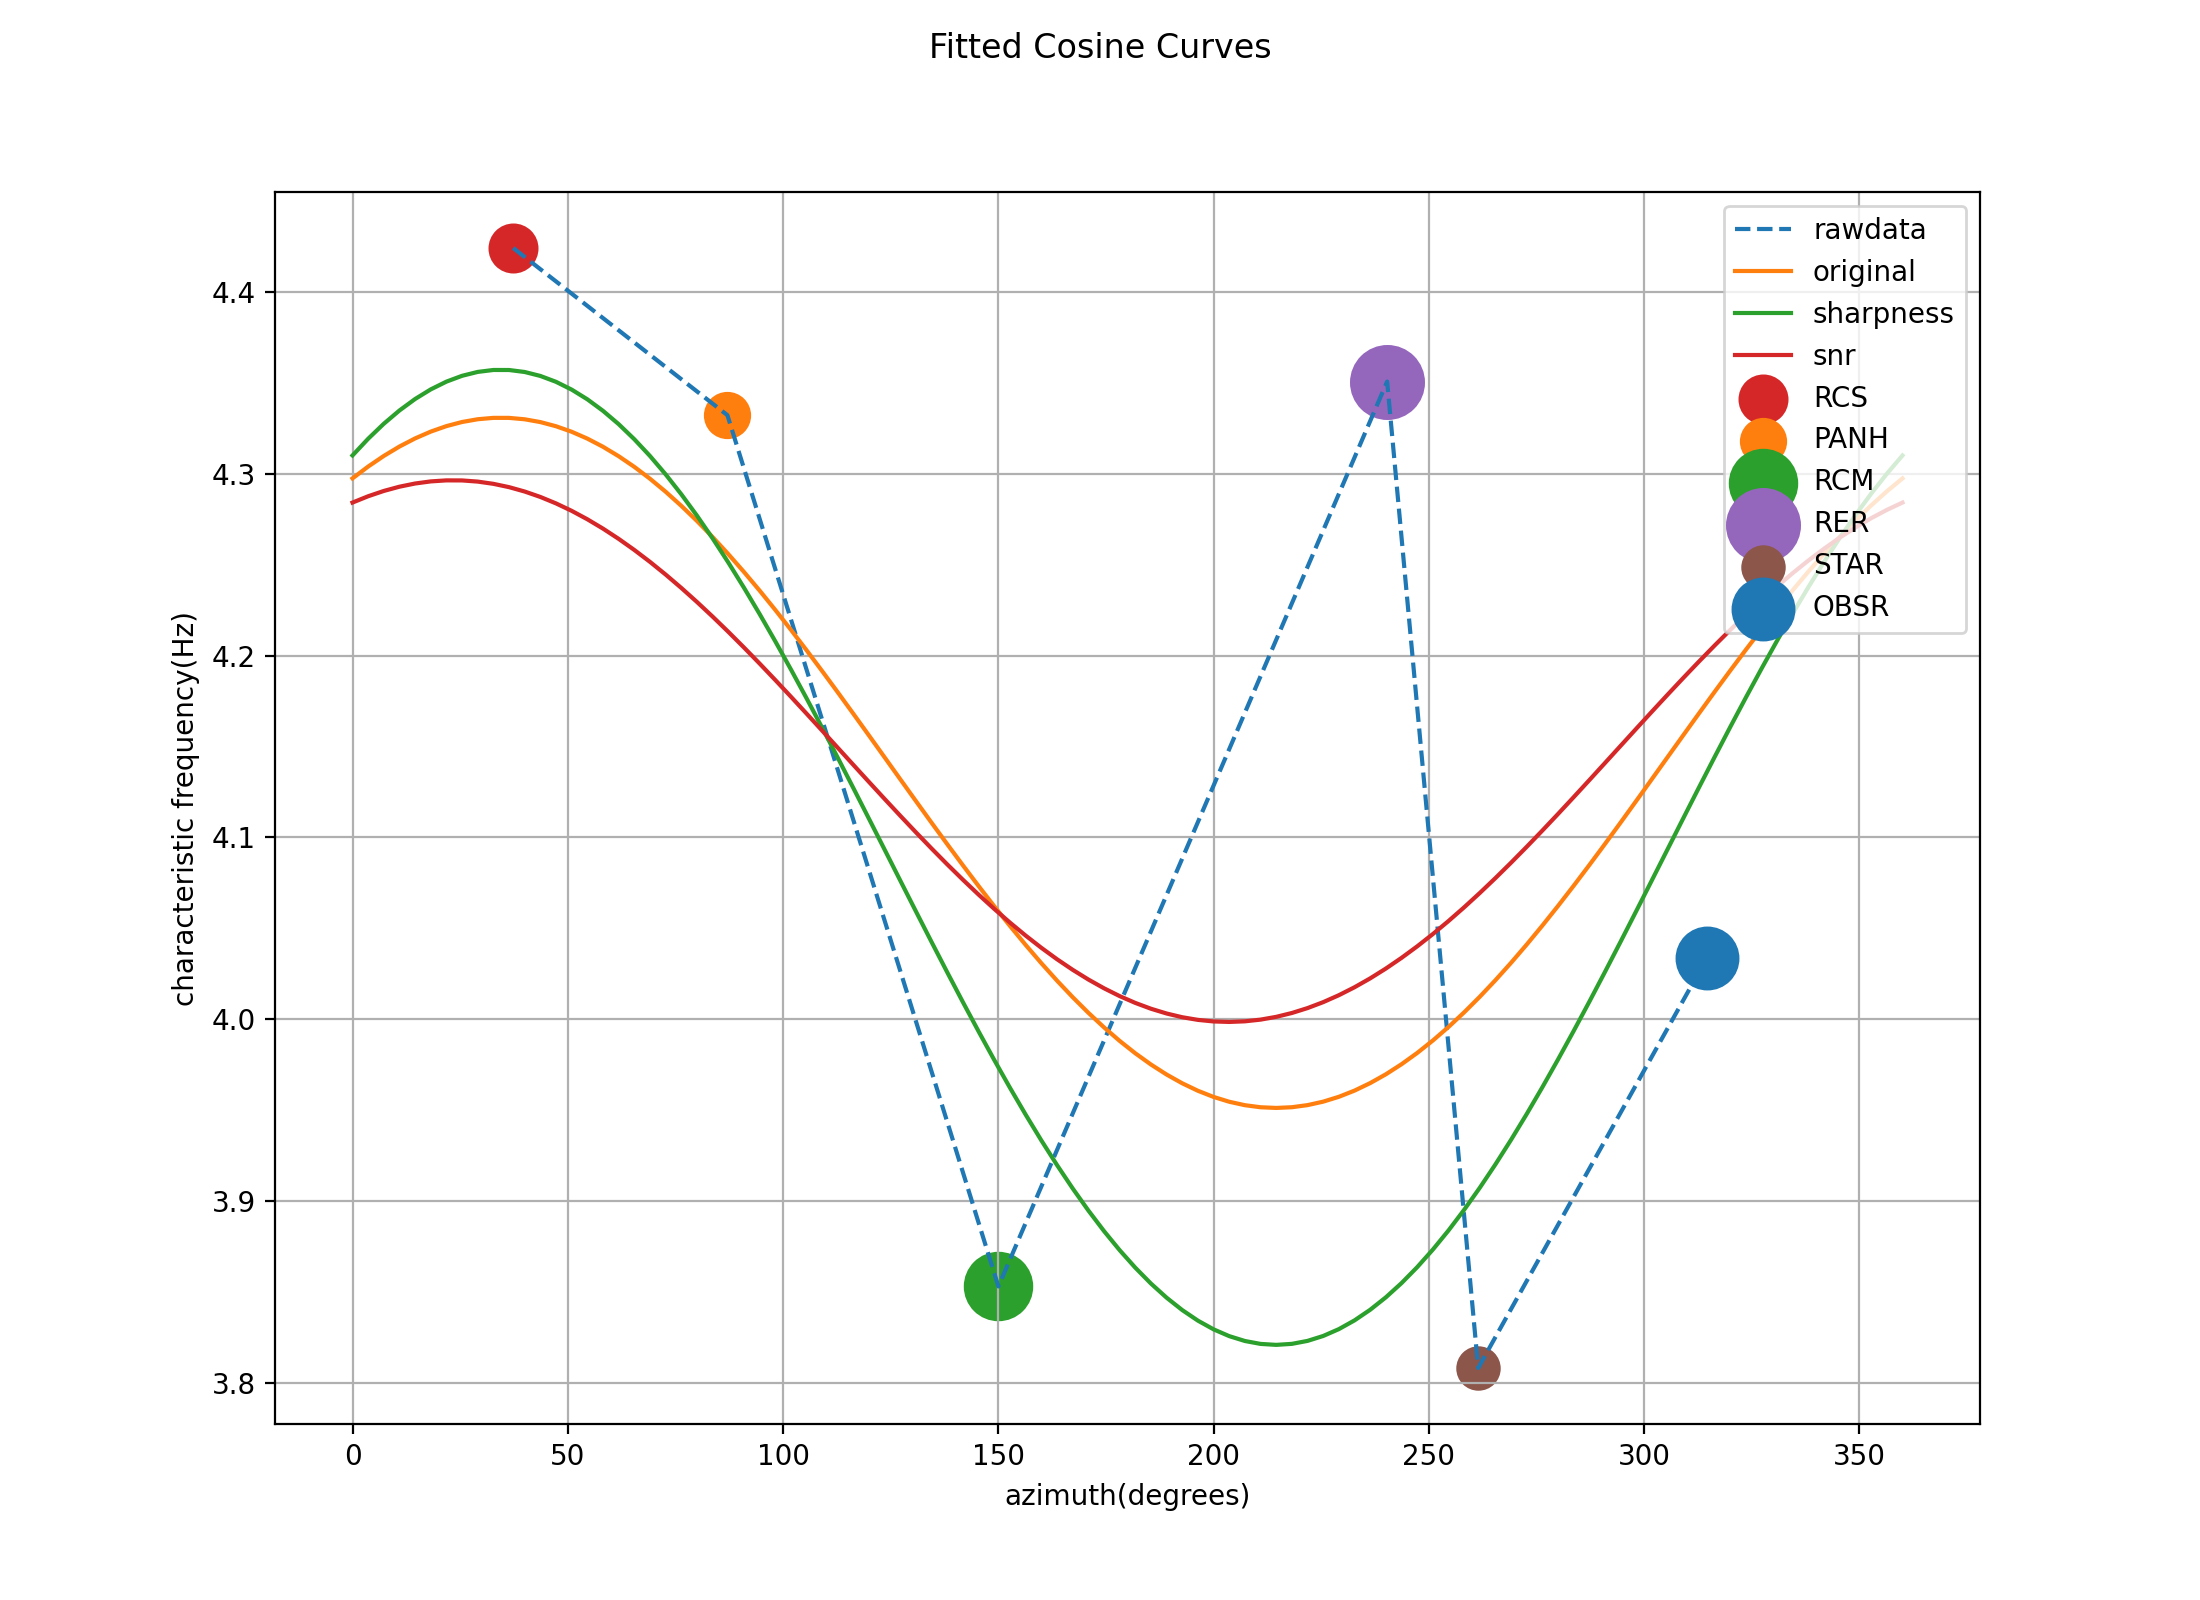 Fitted Cosine Curves
characteristic frequency(Hz)
4.4
4.3
4.2
4.1
4.0
3.9
3.8
0 50 100 150 200 250 300 350
azimuth(degrees)
rawdata
original
sharpness
snr
RCS
PANH
RCM
RER
STAR
OBSR